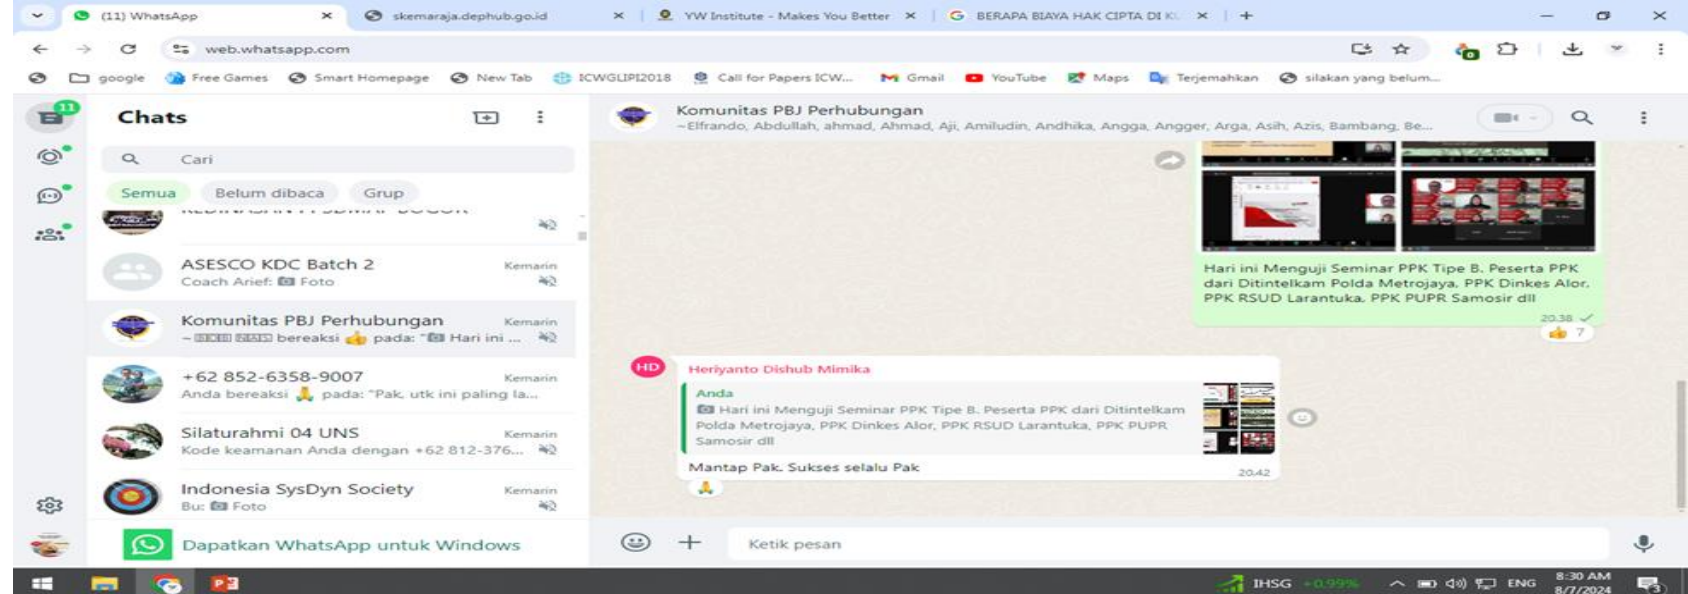 (11) WhatsApp
skemaraja.dephub.go.id
YW Institute - Makes You Better
BERAPA BIAYA HAK CIPTA DI
web.whatsapp.com
google
Free Games
Smart Homepage
New Tab
ICWGLIPI2018
Call for Papers ICW...
Gmail
YouTube
Maps
Terjemahkan
silakan yang belum...
11
Chats
Cari
Semua
Belum dibaca
Grup
ASESCO KDC Batch 2
Kemarin
Coach Arief: Foto
Komunitas PBJ Perhubungan
Kemarin
~ bereaksi 👍 pada: "Hari ini ...
+62 852-6358-9007
Kemarin
Anda bereaksi 🙏 pada: "Pak, utk ini paling la...
Silaturahmi 04 UNS
Kemarin
Kode keamanan Anda dengan +62 812-376...
Indonesia SysDyn Society
Kemarin
Bu: Foto
Dapatkan WhatsApp untuk Windows
Komunitas PBJ Perhubungan
~Elfrando, Abdullah, ahmad, Ahmad, Aji, Amiludin, Andhika, Angga, Angger, Arga, Asih, Azis, Bambang, Be...
Hari ini Menguji Seminar PPK Tipe B. Peserta PPK
dari Ditintelkam Polda Metrojaya, PPK Dinkes Alor,
PPK RSUD Larantuka, PPK PUPR Samosir dll
20.38
👍 7
HD
Heriyanto Dishub Mimika
Anda
Hari ini Menguji Seminar PPK Tipe B. Peserta PPK dari Ditintelkam
Polda Metrojaya, PPK Dinkes Alor, PPK RSUD Larantuka, PPK PUPR
Samosir dll
Mantap Pak. Sukses selalu Pak
20.42
Ketik pesan
IHSG +0.99%
ENG
8:30 AM
8/7/2024
3